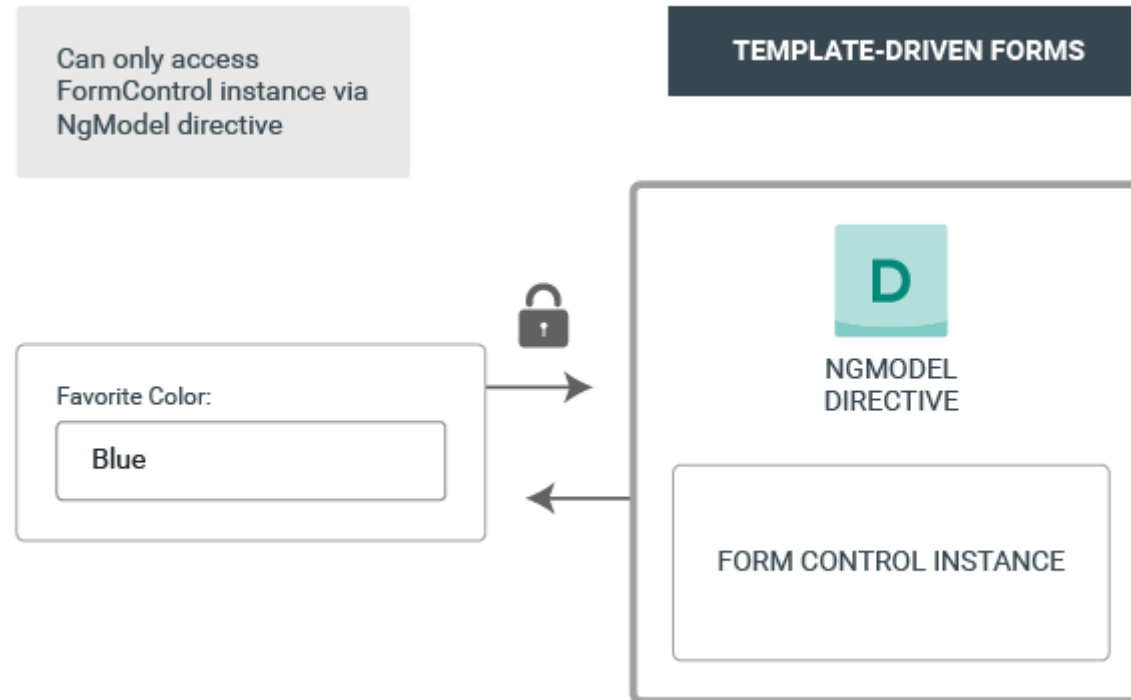 Can only access
FormControl instance via
NgModel directive
TEMPLATE-DRIVEN FORMS
D
NGMODEL
DIRECTIVE
Favorite Color:
Blue
FORM CONTROL INSTANCE